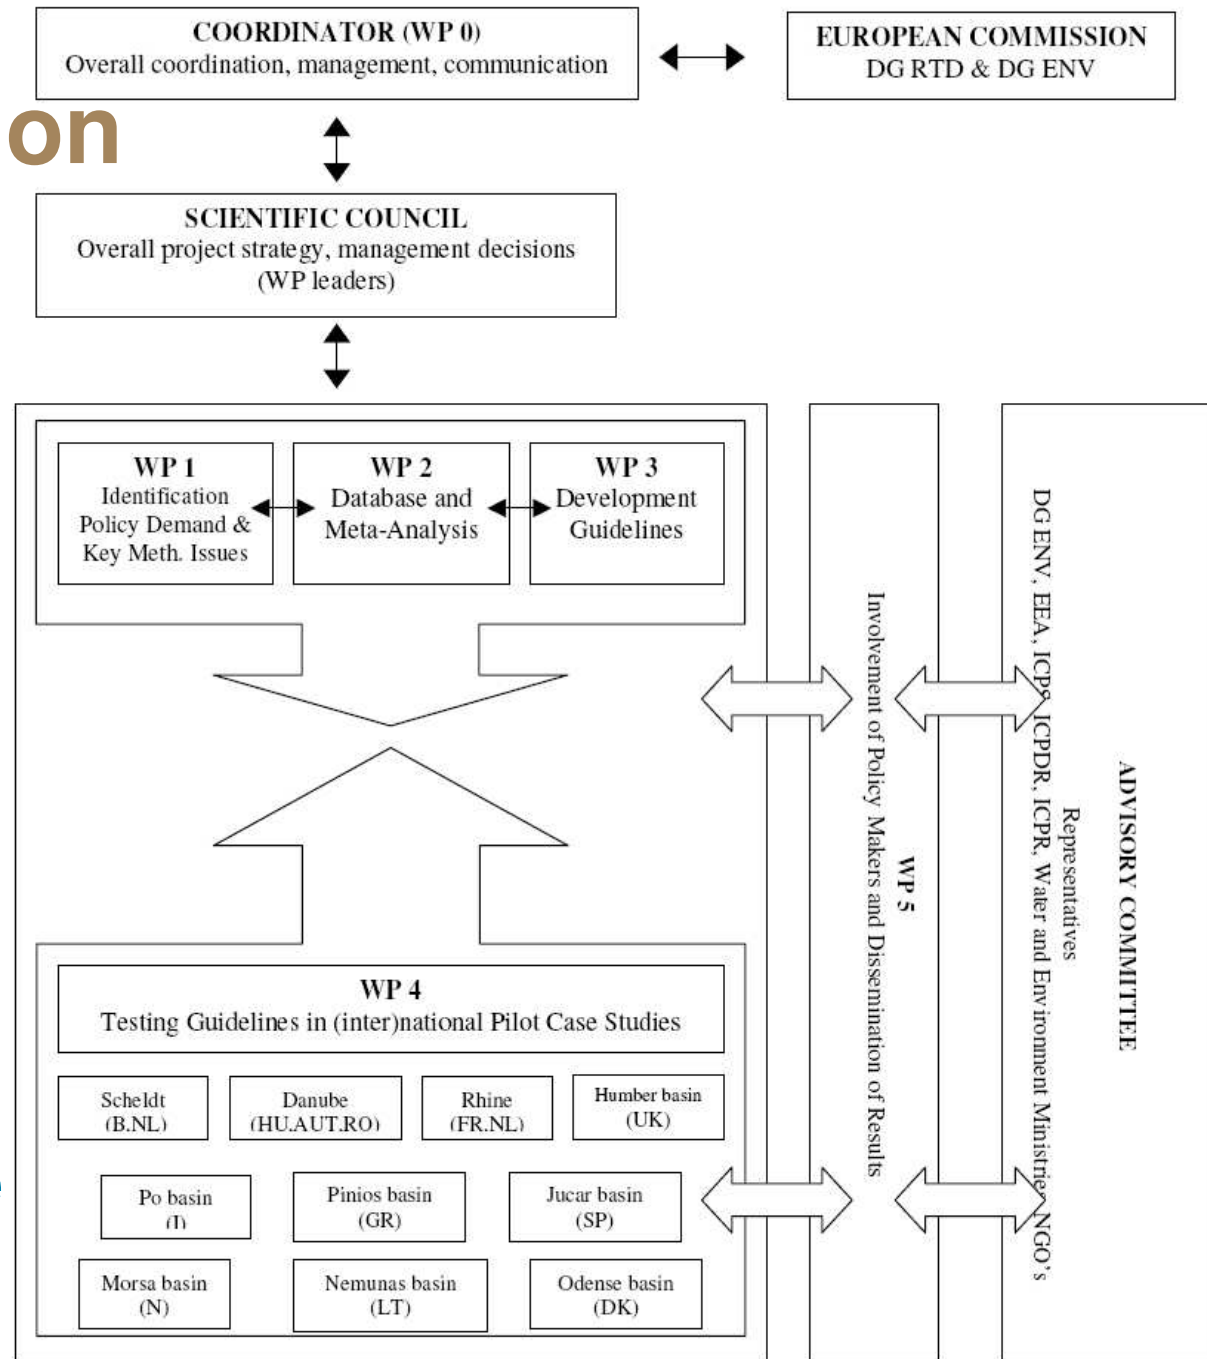 COORDINATOR (WP 0)
Overall coordination, management, communication
EUROPEAN COMMISSION
DG RTD & DG ENV
on
SCIENTIFIC COUNCIL
Overall project strategy, management decisions
(WP leaders)
WP 1
Identification
Policy Demand &
Key Meth. Issues
WP 2
Database and
Meta-Analysis
WP 3
Development
Guidelines
WP 4
Testing Guidelines in (inter)national Pilot Case Studies
Scheldt
(B.NL)
Danube
(HU.AUT.RO)
Rhine
(FR.NL)
Humber basin
(UK)
Po basin
(I)
Pinios basin
(GR)
Jucar basin
(SP)
Morsa basin
(N)
Nemunas basin
(LT)
Odense basin
(DK)
WP 5
Involvement of Policy Makers and Dissemination of Results
ADVISORY COMMITTEE
Representatives
DG ENV, EEA, ICPS, ICPDR, ICPR, Water and Environment Ministries, NGO's